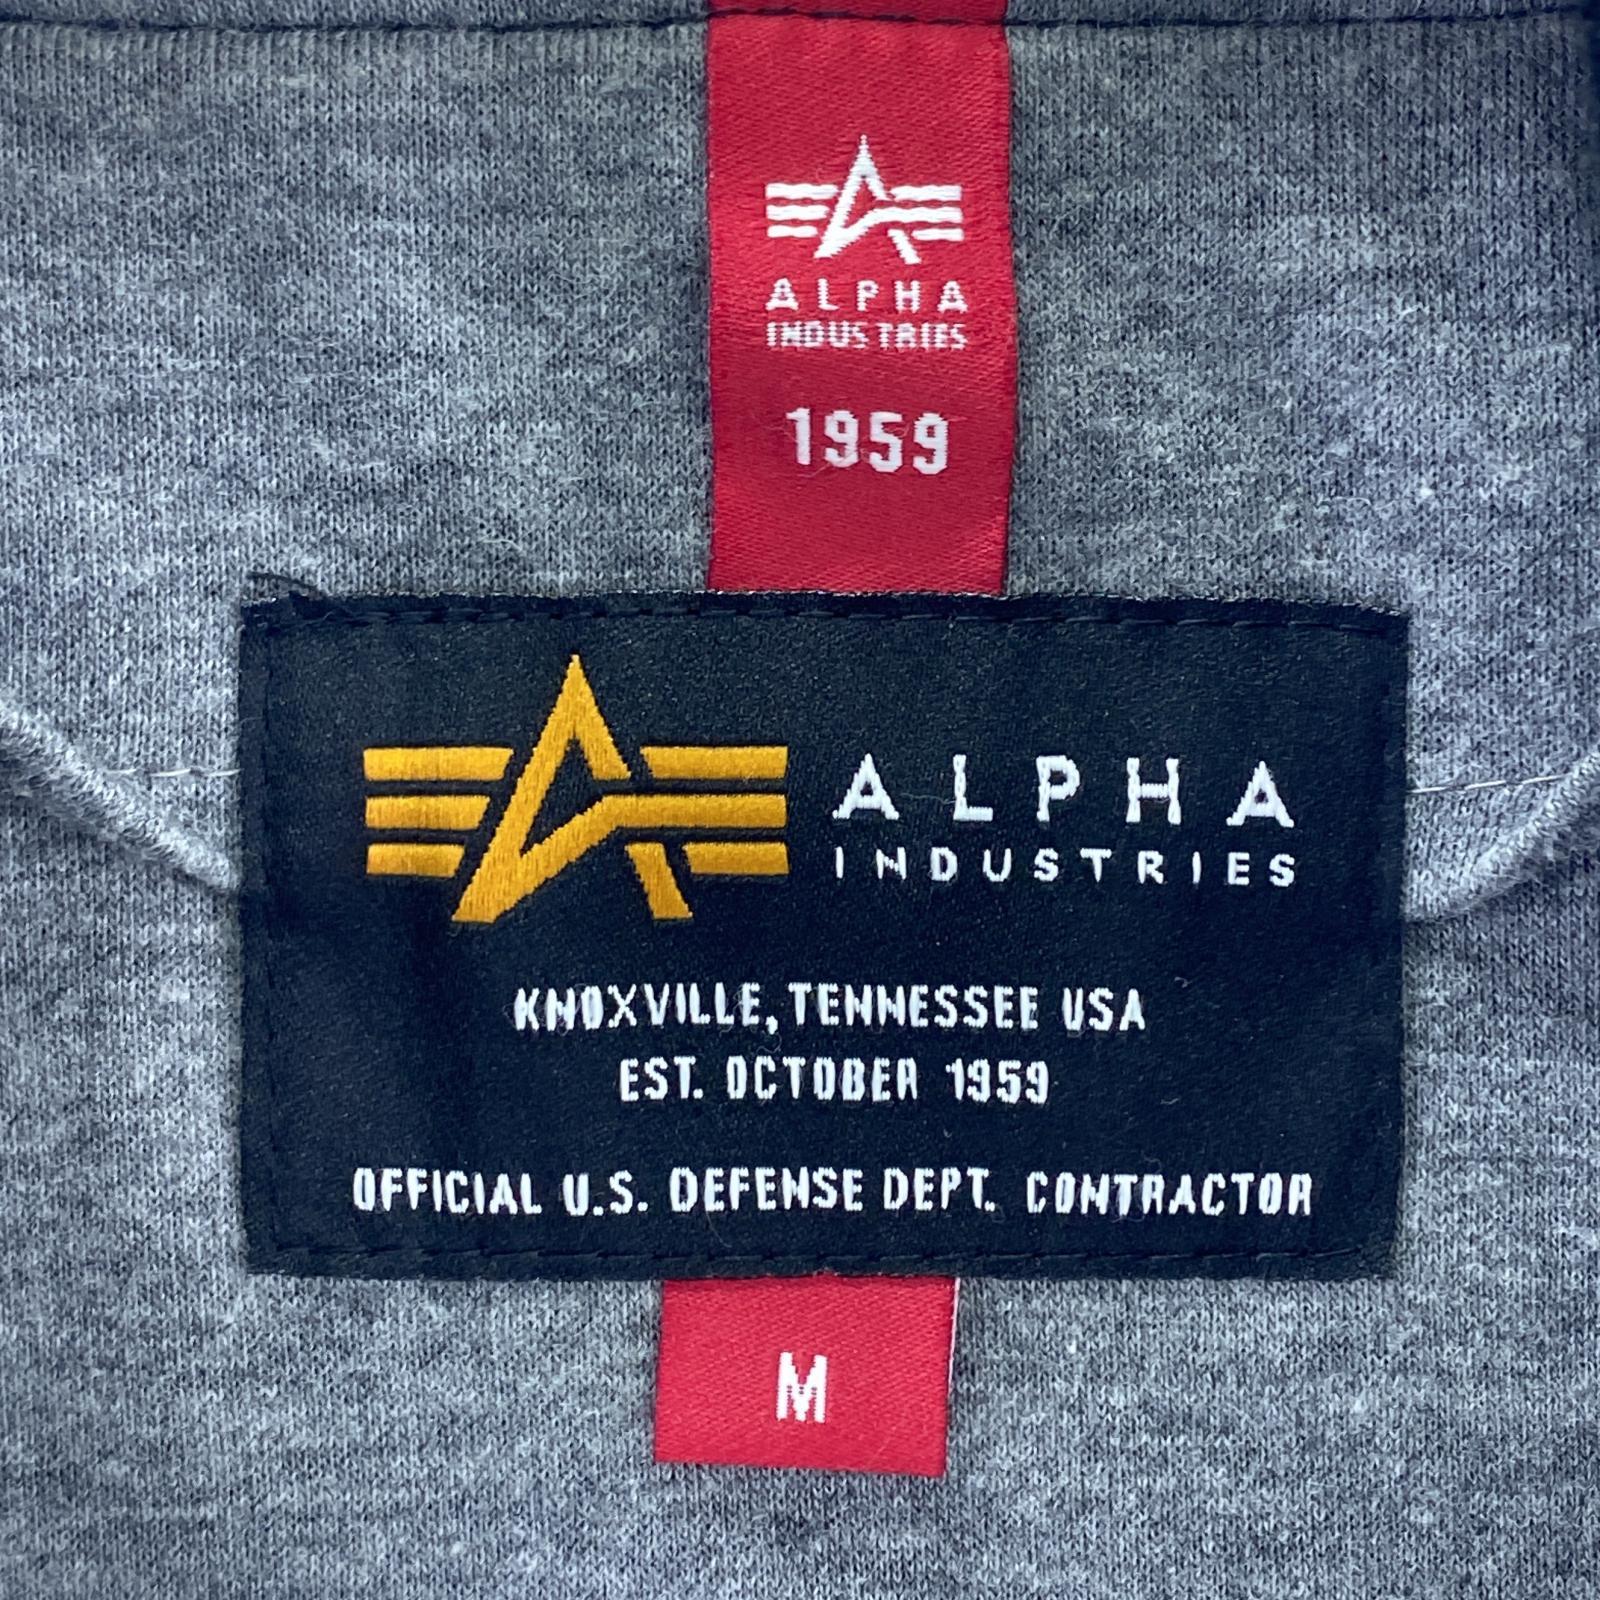 ALPHA
INDUSTRIES
1959
ALPHA
INDUSTRIES
KNOXVILLE, TENNESSEE USA
EST. OCTOBER 1959
OFFICIAL U.S. DEFENSE DEPT. CONTRACTOR
M